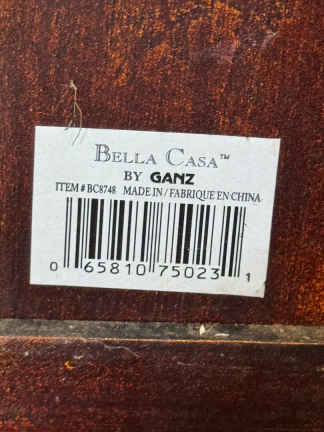 BELLA CASA™
BY GANZ
ITEM # BC8748 MADE IN / FABRIQUE EN CHINA
0 65810 75023 1